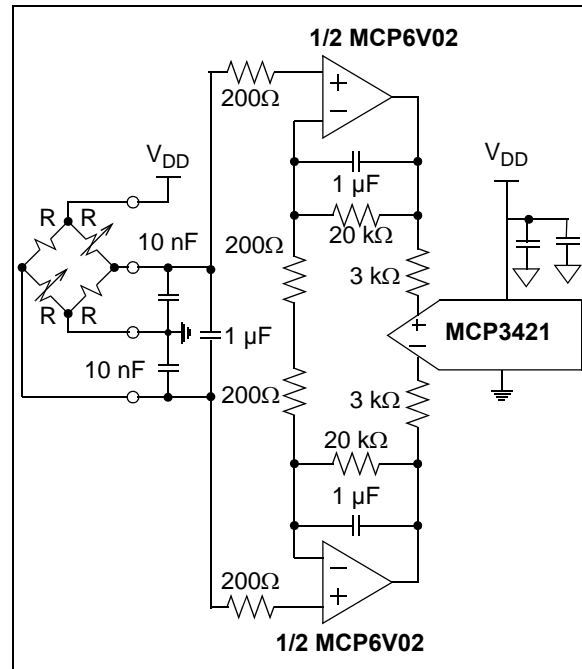 1/2 MCP6V02
200Ω
+
−
V_DD
V_DD
1 µF
R R
20 kΩ
10 nF
200Ω
3 kΩ
+
MCP3421
−
R R
1 µF
10 nF
200Ω
3 kΩ
20 kΩ
1 µF
200Ω
−
+
1/2 MCP6V02